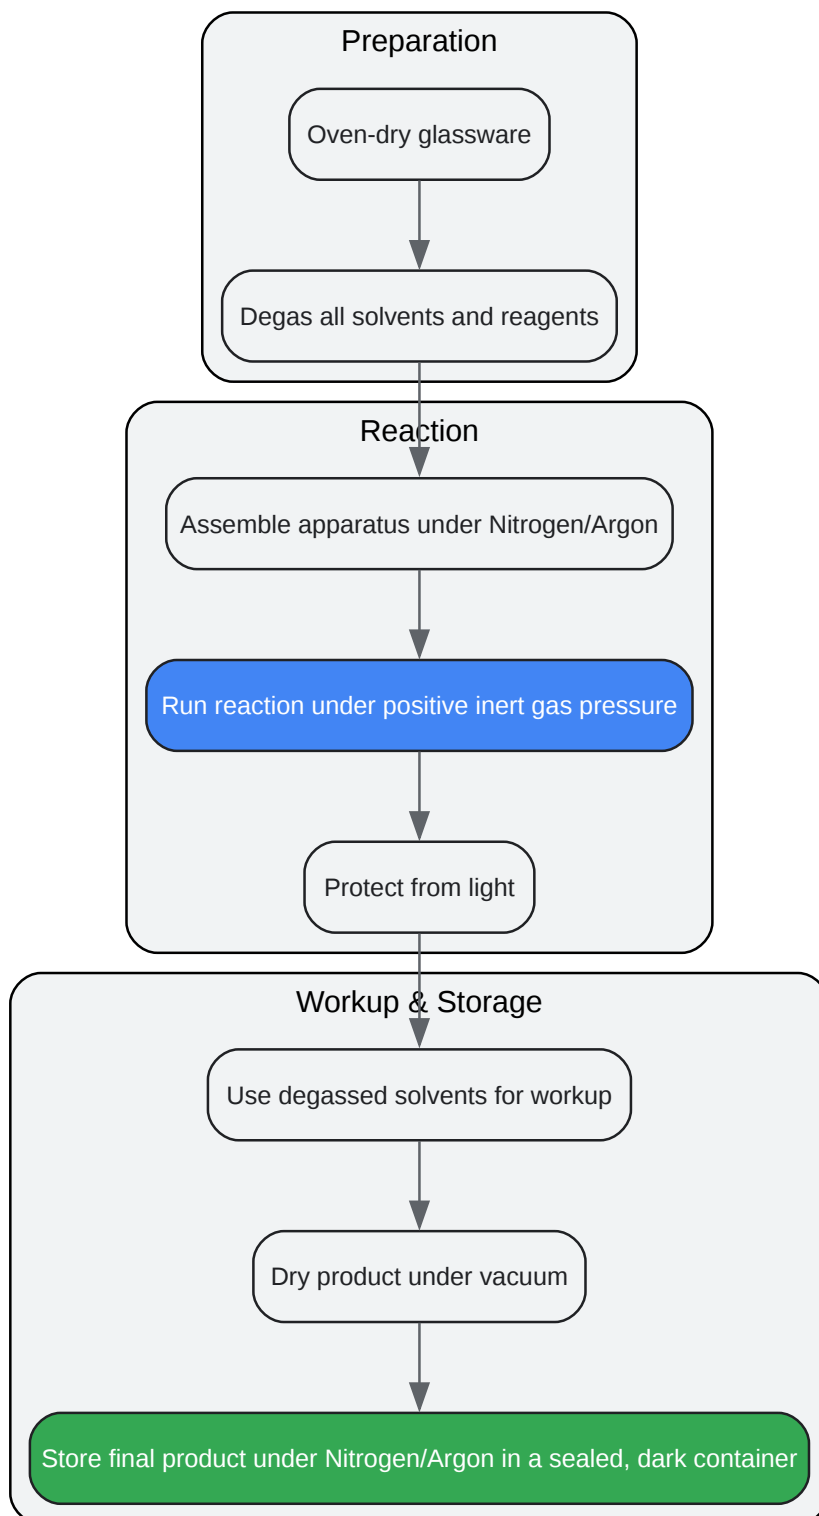 Preparation
Oven-dry glassware
Degas all solvents and reagents
Reaction
Assemble apparatus under Nitrogen/Argon
Run reaction under positive inert gas pressure
Protect from light
Workup & Storage
Use degassed solvents for workup
Dry product under vacuum
Store final product under Nitrogen/Argon in a sealed, dark container